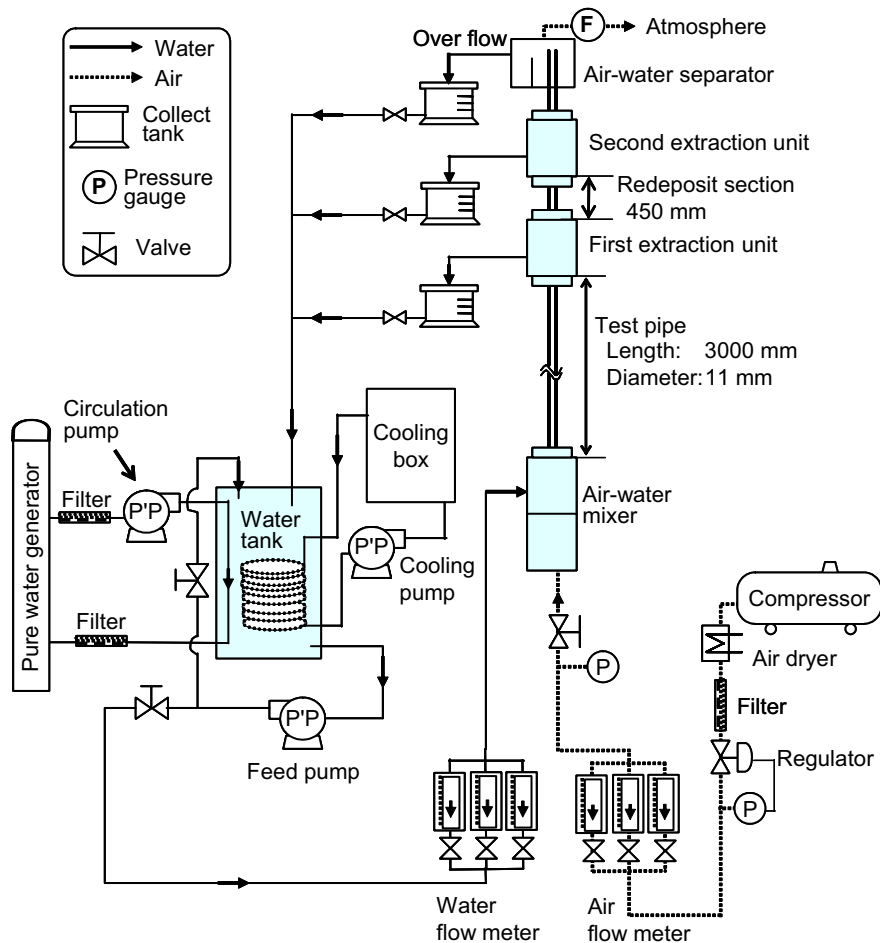 Water
Air
Collect
tank
P
Pressure
gauge
Valve
Over flow
F
Atmosphere
Air-water separator
Second extraction unit
Redeposit section
450 mm
First extraction unit
Test pipe
Length: 3000 mm
Diameter: 11 mm
Circulation
pump
Cooling
box
Pure water generator
Filter
P'P
Water
tank
P'P
Cooling
pump
Air-water
mixer
Filter
Compressor
Air dryer
P
Filter
P'P
Feed pump
Regulator
P
Water
flow meter
Air
flow meter